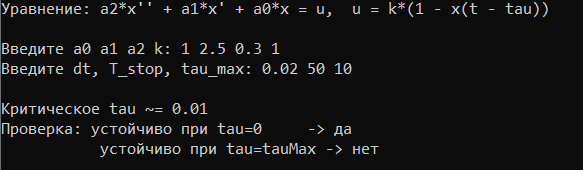 Уравнение: a2*x'' + a1*x' + a0*x = u,  u = k*(1 - x(t - tau))
Введите a0 a1 a2 k: 1 2.5 0.3 1
Введите dt, T_stop, tau_max: 0.02 50 10
Критическое tau ~= 0.01
Проверка: устойчиво при tau=0     -> да
          устойчиво при tau=tauMax -> нет